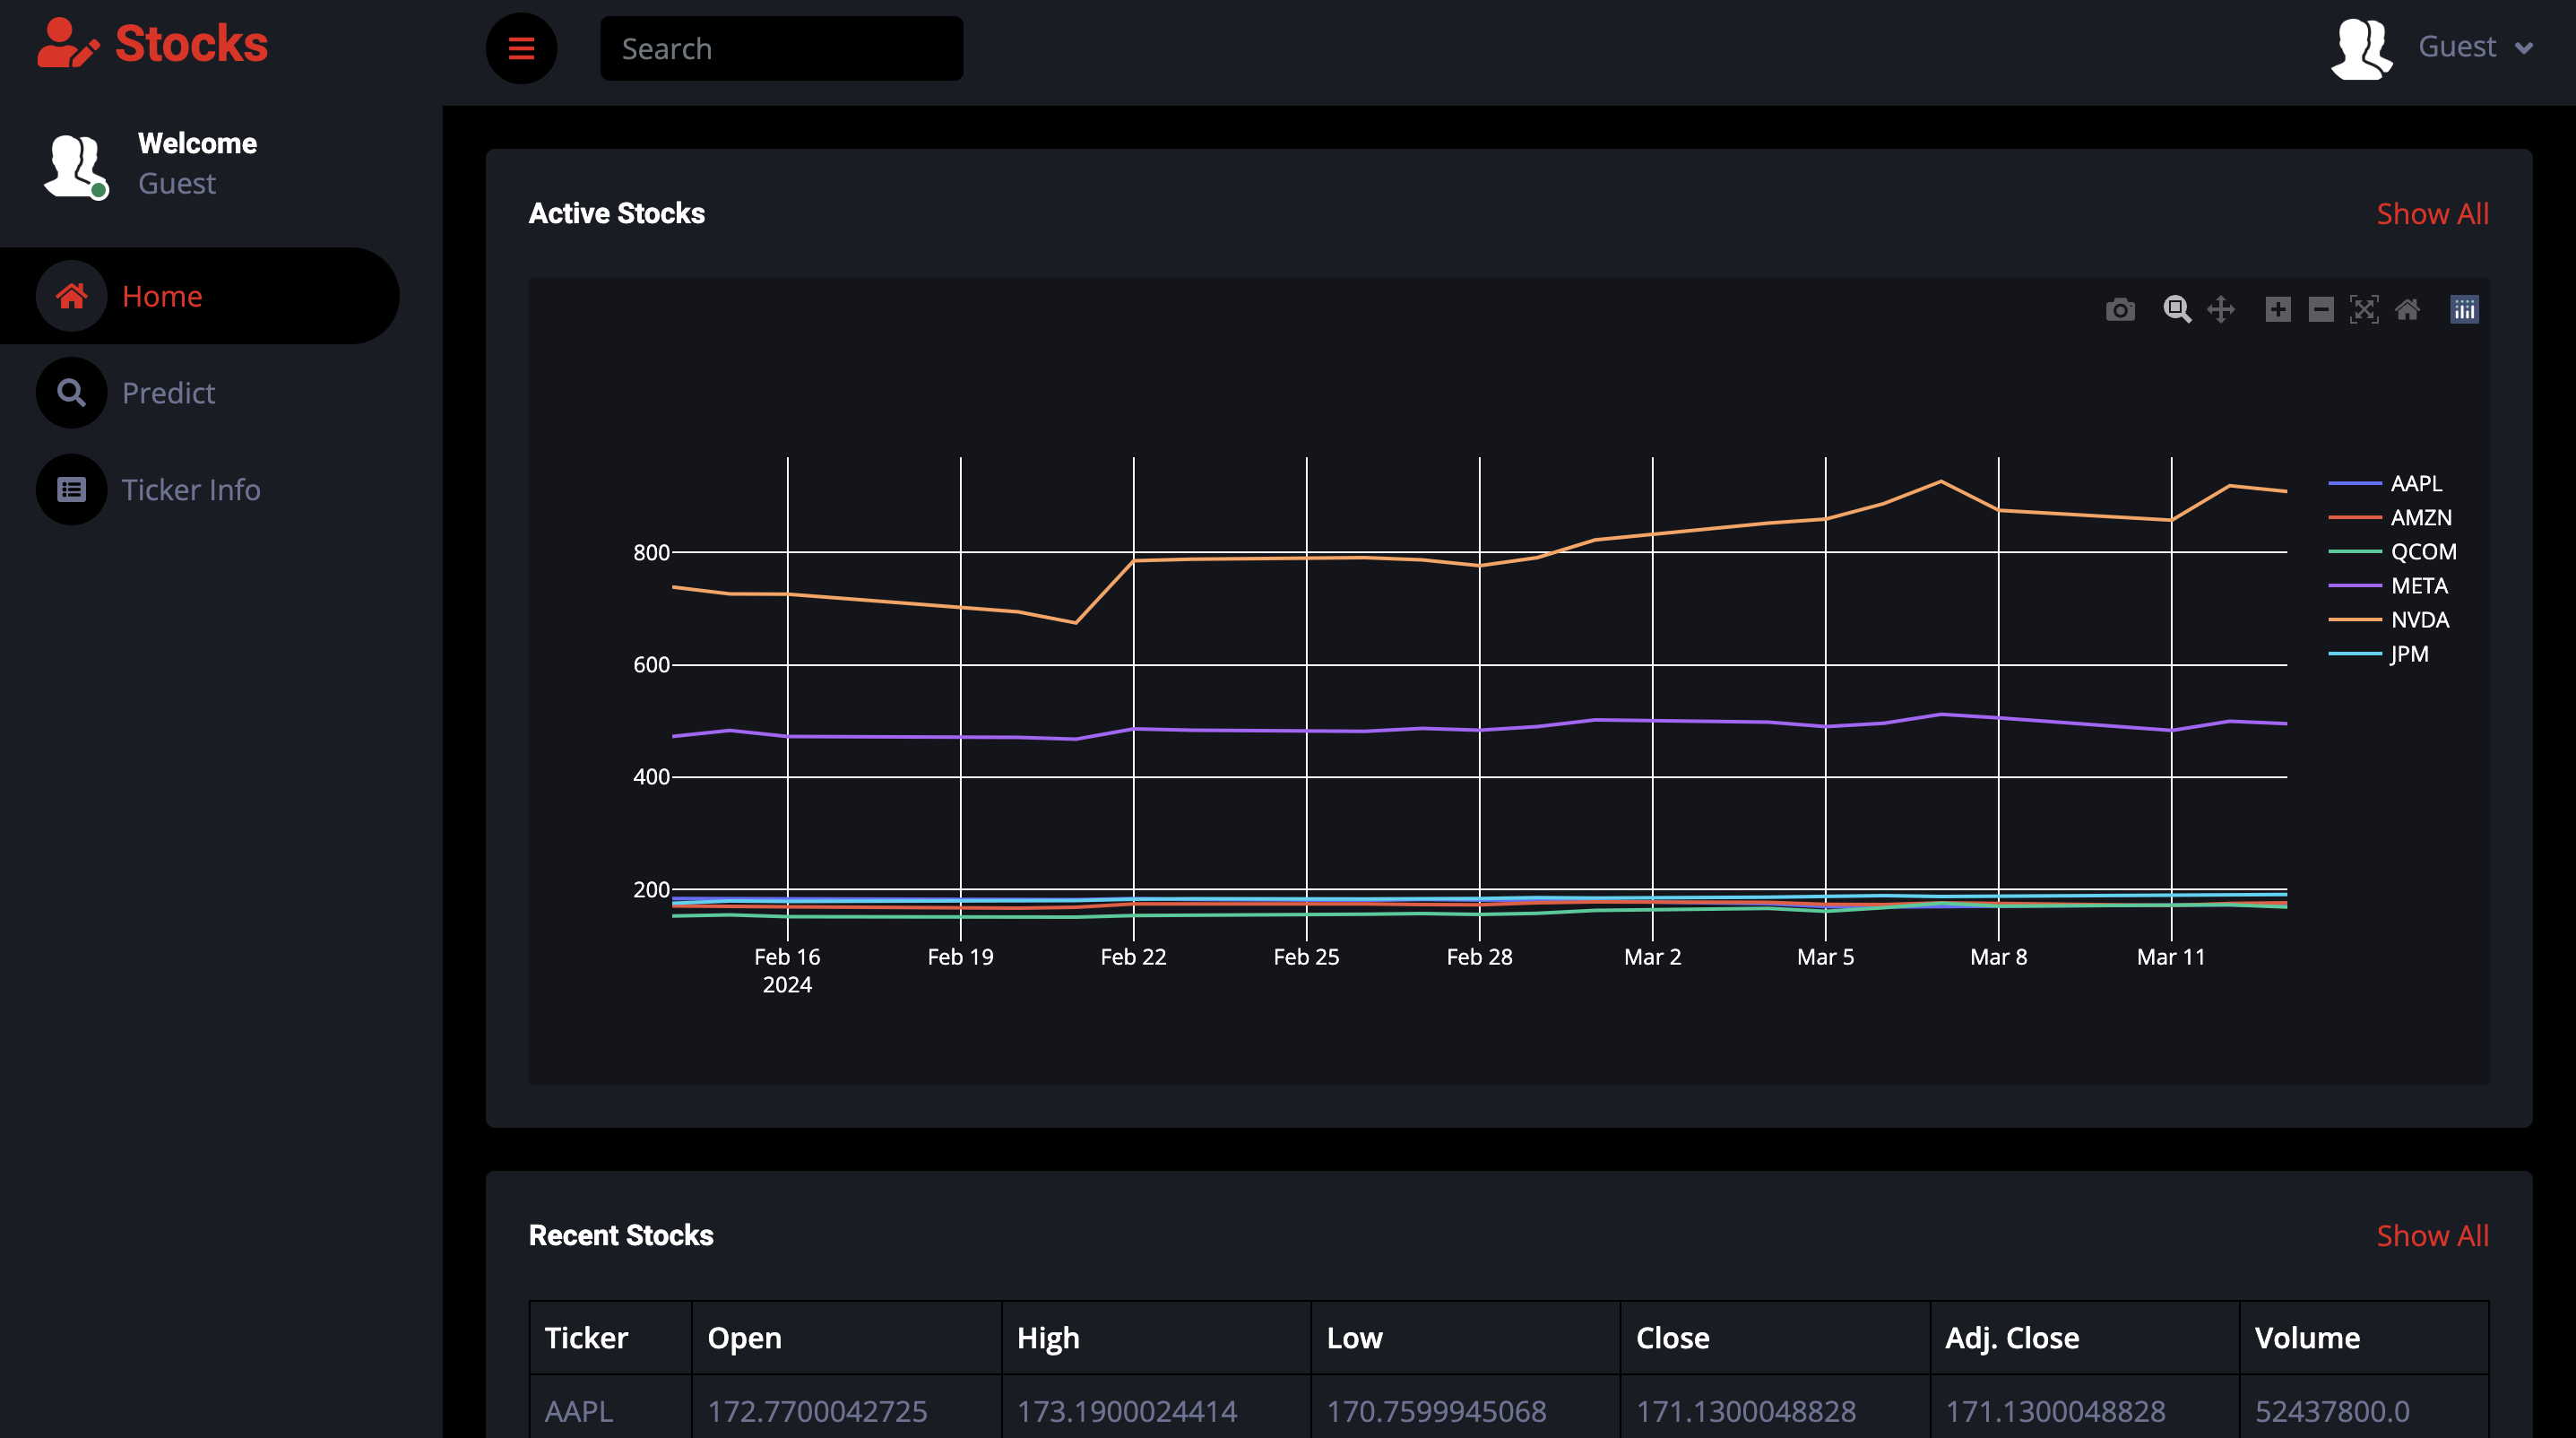 Stocks
Search
Guest
Welcome
Guest
Home
Predict
Ticker Info
Active Stocks
Show All
800
600
400
200
Feb 16
2024
Feb 19
Feb 22
Feb 25
Feb 28
Mar 2
Mar 5
Mar 8
Mar 11
AAPL
AMZN
QCOM
META
NVDA
JPM
Recent Stocks
Show All
Ticker Open High Low Close Adj. Close Volume
AAPL 172.7700042725 173.1900024414 170.7599945068 171.1300048828 171.1300048828 52437800.0